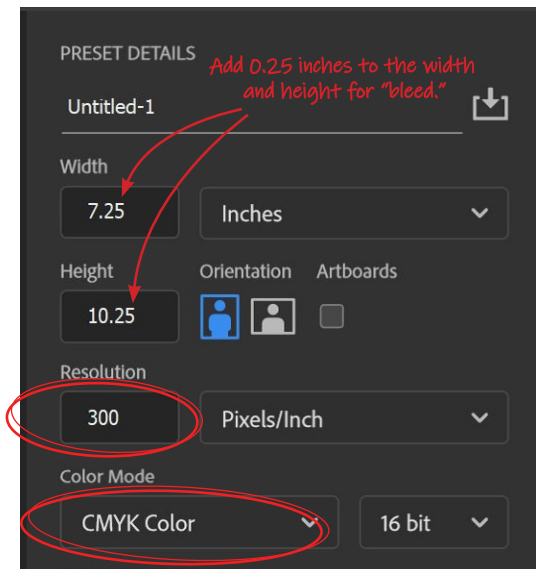 PRESET DETAILS
Add 0.25 inches to the width
and height for "bleed."
Untitled-1
Width
7.25 Inches
Height Orientation Artboards
10.25
Resolution
300 Pixels/Inch
Color Mode
CMYK Color 16 bit